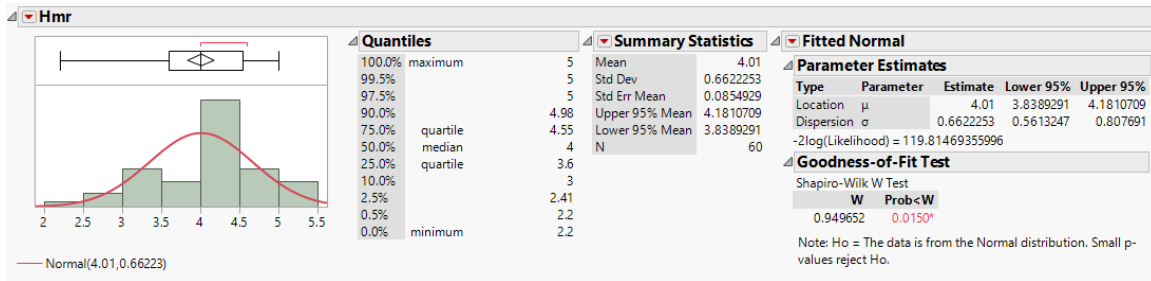 Hmr
2 2.5 3 3.5 4 4.5 5 5.5
Normal(4.01,0.66223)
Quantiles
100.0% maximum 5
99.5% 5
97.5% 5
90.0% 4.98
75.0% quartile 4.55
50.0% median 4
25.0% quartile 3.6
10.0% 3
2.5% 2.41
0.5% 2.2
0.0% minimum 2.2
Summary Statistics
Mean 4.01
Std Dev 0.6622253
Std Err Mean 0.0854929
Upper 95% Mean 4.1810709
Lower 95% Mean 3.8389291
N 60
Fitted Normal
Parameter Estimates
Type Parameter Estimate Lower 95% Upper 95%
Location μ 4.01 3.8389291 4.1810709
Dispersion σ 0.6622253 0.5613247 0.807691
-2log(Likelihood) = 119.81469355996
Goodness-of-Fit Test
Shapiro-Wilk W Test
W Prob<W
0.949652 0.0150*
Note: Ho = The data is from the Normal distribution. Small p-
values reject Ho.